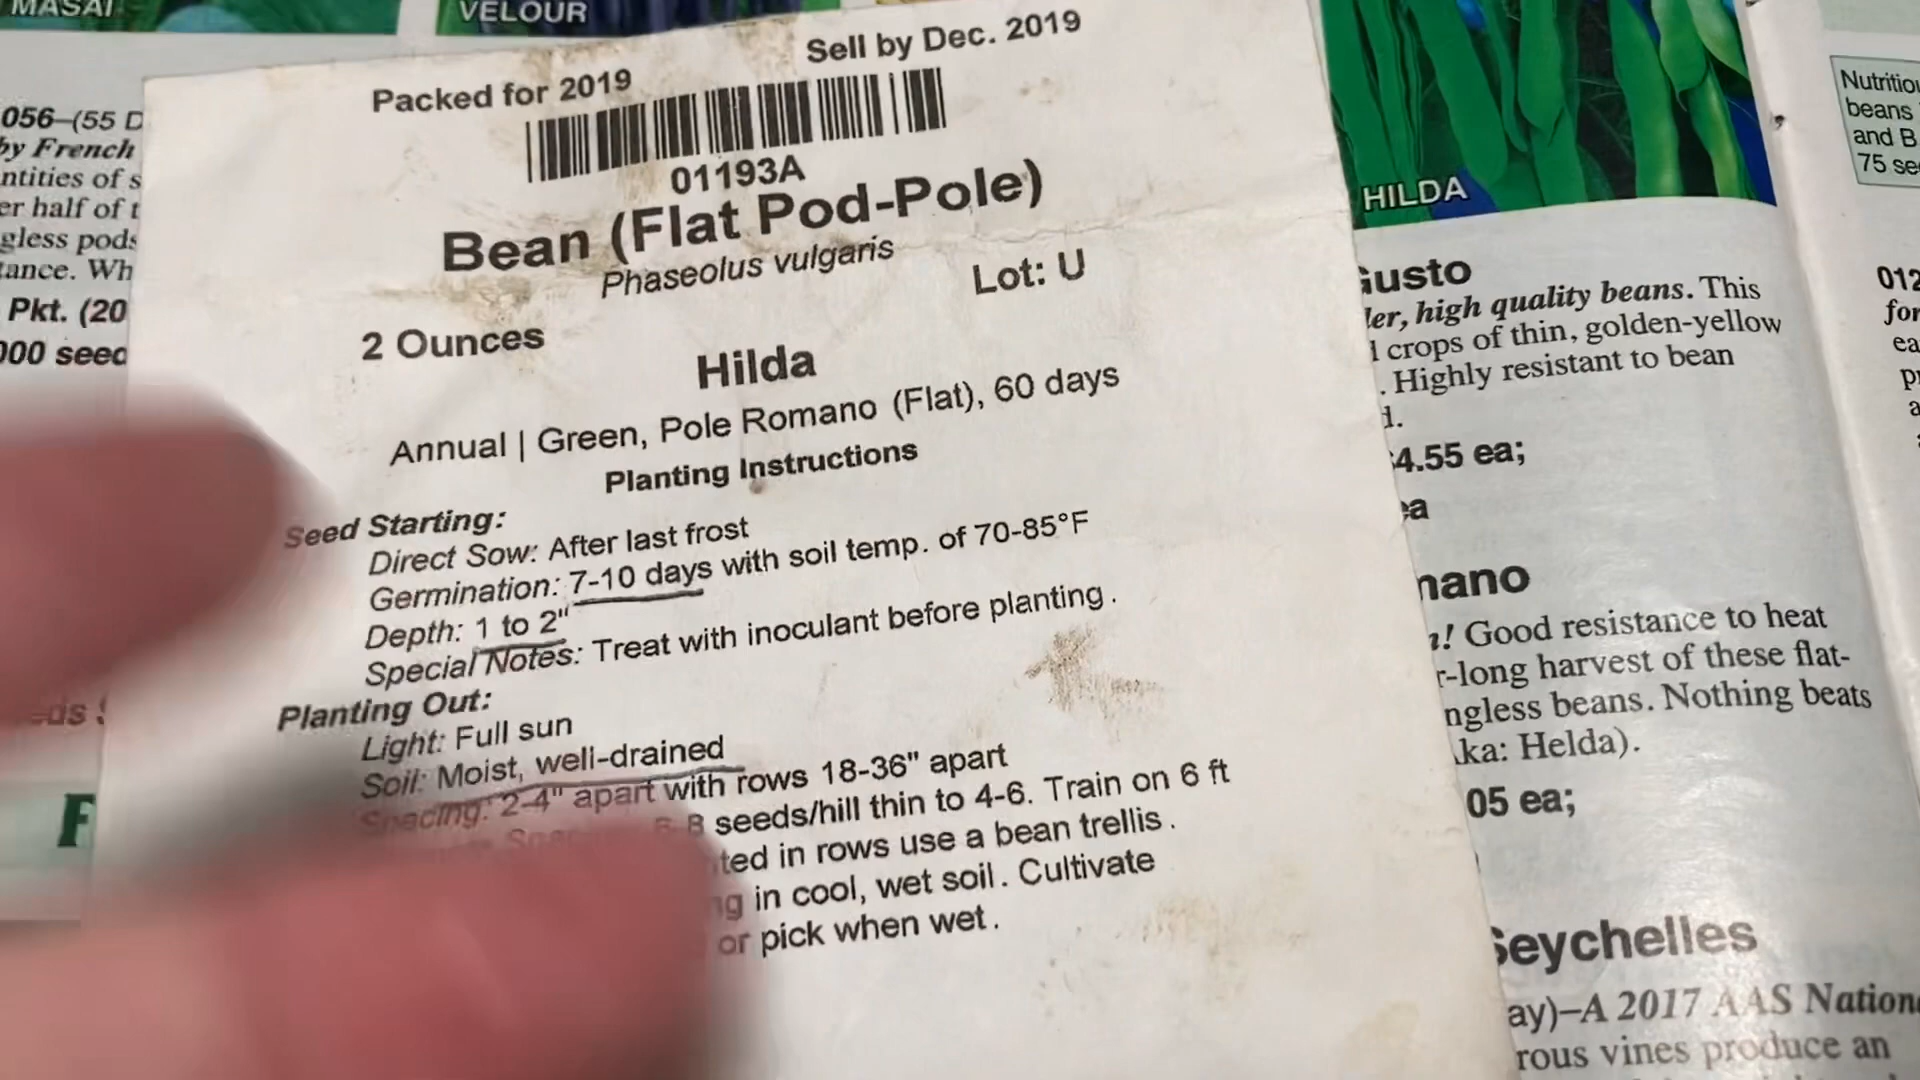 MASAI
VELOUR
Packed for 2019
Sell by Dec. 2019
01193A
Bean (Flat Pod-Pole)
Phaseolus vulgaris
Lot: U
2 Ounces
Hilda
Annual | Green, Pole Romano (Flat), 60 days
Planting Instructions
Seed Starting:
Direct Sow: After last frost
Germination: 7-10 days with soil temp. of 70-85°F
Depth: 1 to 2"
Special Notes: Treat with inoculant before planting.
Planting Out:
Light: Full sun
Soil: Moist, well-drained
Spacing: 2-4" apart with rows 18-36" apart
seeds/hill thin to 4-6. Train on 6 ft
in rows use a bean trellis.
in cool, wet soil. Cultivate
or pick when wet.
056–(55 D
by French
of s
er half of t
gless pods
tance. Wh
Pkt. (20
000 seed
HILDA
Gusto
high quality beans. This
crops of thin, golden-yellow
. Highly resistant to bean
4.55 ea;
ea
mano
! Good resistance to heat
r-long harvest of these flat-
ngless beans. Nothing beats
ka: Helda).
05 ea;
Seychelles
ay)–A 2017 AAS Nation
rous vines produce an
Nutritio
beans
and B
75 se
012
for
ea